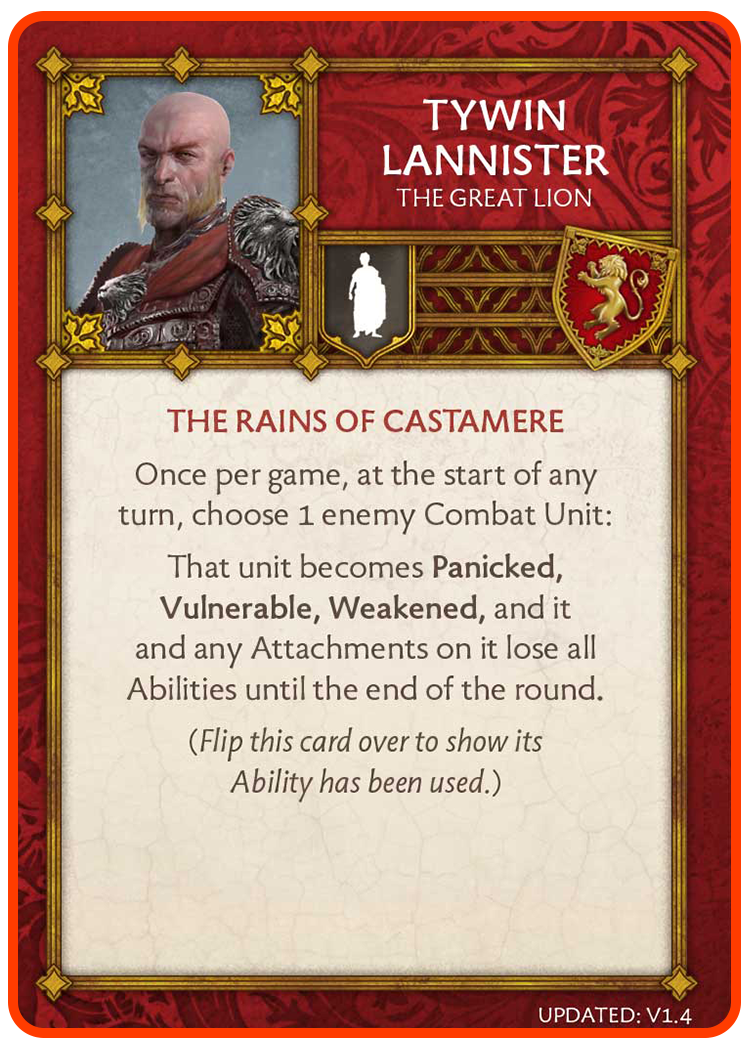 TYWIN
LANNISTER
THE GREAT LION
THE RAINS OF CASTAMERE
Once per game, at the start of any
turn, choose 1 enemy Combat Unit:
That unit becomes Panicked,
Vulnerable, Weakened, and it
and any Attachments on it lose all
Abilities until the end of the round.
(Flip this card over to show its
Ability has been used.)
UPDATED: V1.4